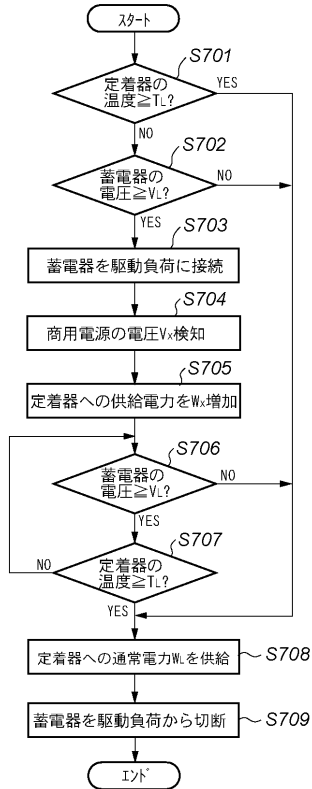 スタート
S701
定着器の
温度≧TL?
YES
NO
S702
蓄電器の
電圧≧VL?
NO
YES
S703
蓄電器を駆動負荷に接続
S704
商用電源の電圧Vx検知
S705
定着器への供給電力をWx増加
S706
蓄電器の
電圧≧VL?
NO
YES
S707
定着器の
温度≧TL?
NO
YES
定着器への通常電力WLを供給
S708
蓄電器を駆動負荷から切断
S709
エンド